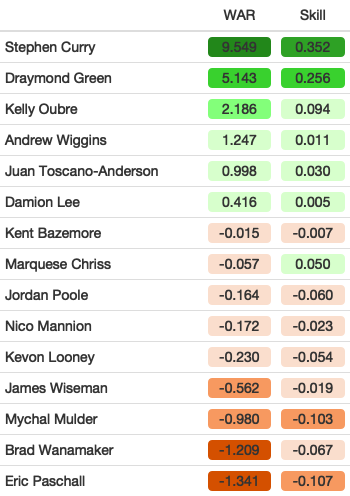 WAR Skill
Stephen Curry 9.549 0.352
Draymond Green 5.143 0.256
Kelly Oubre 2.186 0.094
Andrew Wiggins 1.247 0.011
Juan Toscano-Anderson 0.998 0.030
Damion Lee 0.416 0.005
Kent Bazemore -0.015 -0.007
Marquese Chriss -0.057 0.050
Jordan Poole -0.164 -0.060
Nico Mannion -0.172 -0.023
Kevon Looney -0.230 -0.054
James Wiseman -0.562 -0.019
Mychal Mulder -0.980 -0.103
Brad Wanamaker -1.209 -0.067
Eric Paschall -1.341 -0.107